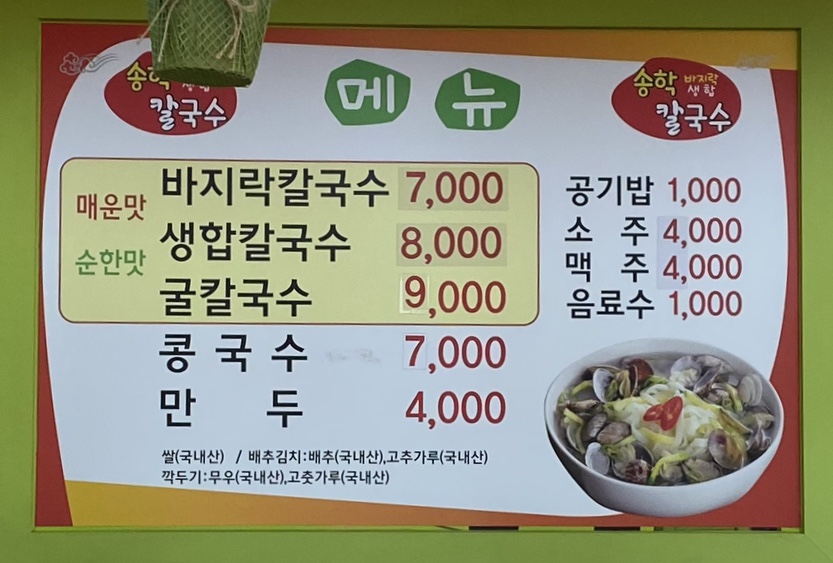 송학
칼국수
메뉴
송학 바지락 생합
칼국수
매운맛
순한맛
바지락칼국수 7,000
생합칼국수 8,000
굴칼국수 9,000
콩국수 7,000
만두 4,000
공기밥 1,000
소주 4,000
맥주 4,000
음료수 1,000
쌀(국내산) / 배추김치:배추(국내산),고추가루(국내산)
깍두기:무우(국내산),고춧가루(국내산)